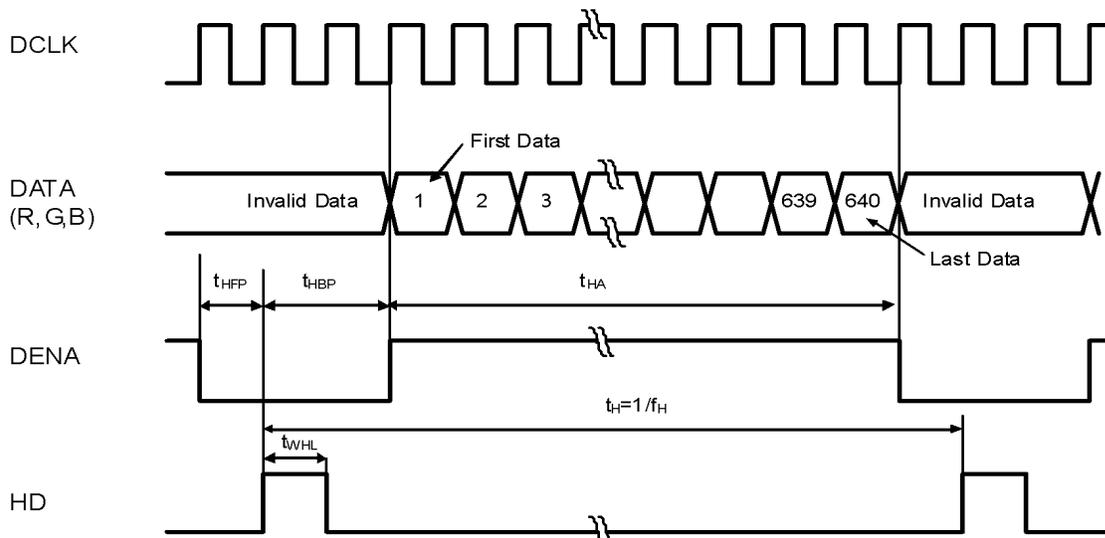 DCLK
First Data
DATA
(R, G,B)
Invalid Data
1
2
3
639
640
Invalid Data
Last Data
tHFP
tHBP
tHA
DENA
tH=1/fH
tWHL
HD